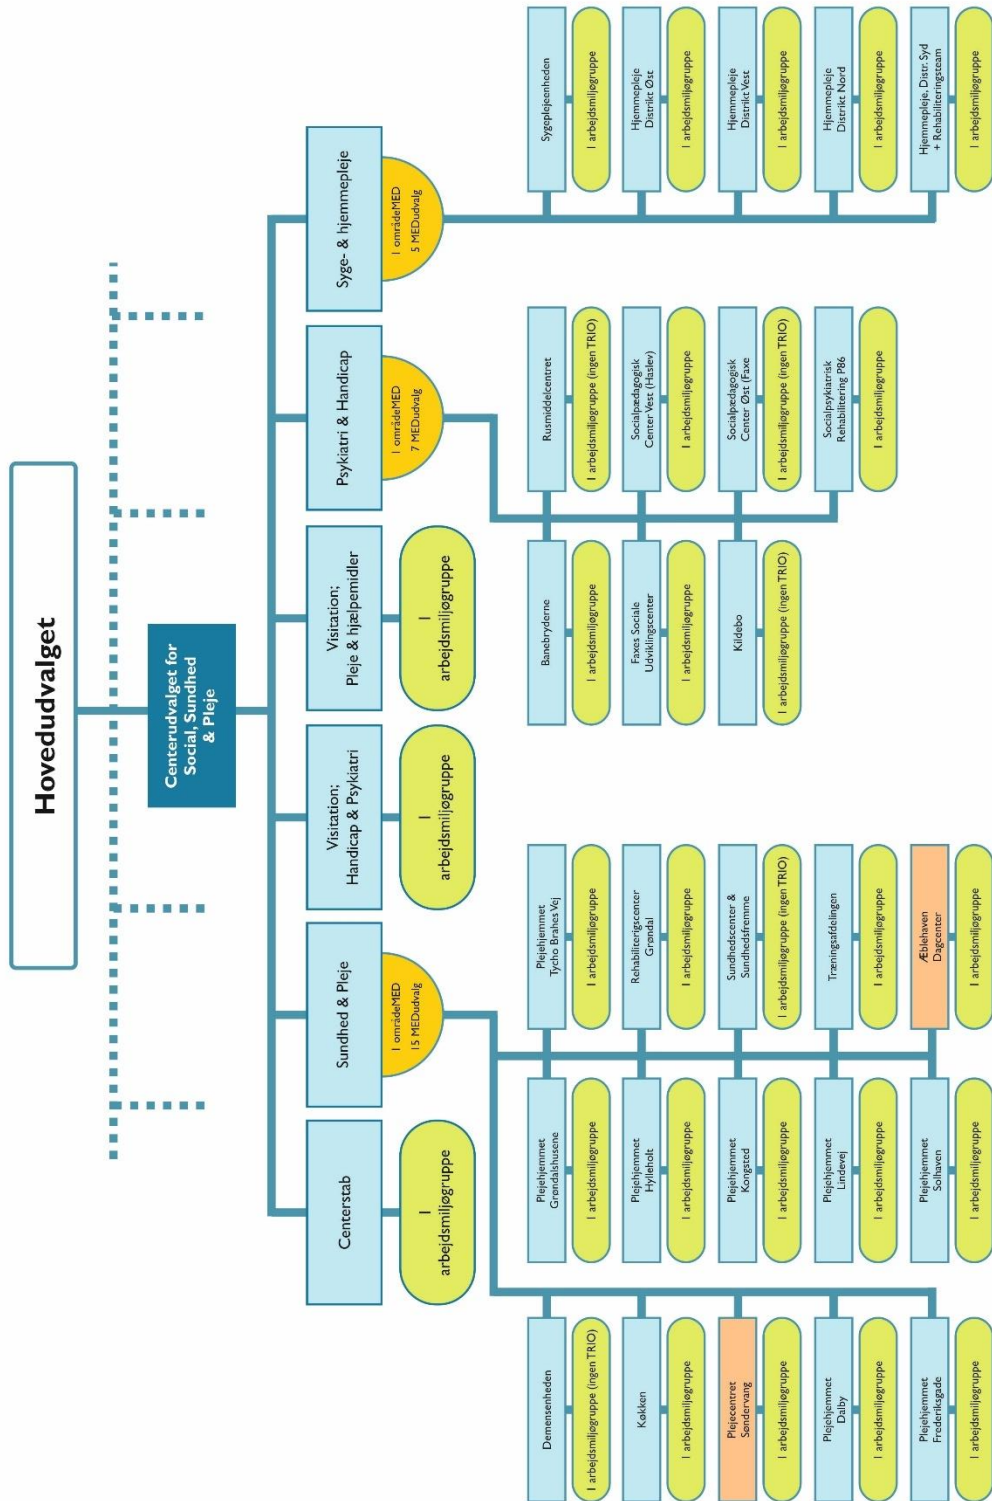 Hovedudvalget
Centerudvalget for
Social, Sundhed
& Pleje
Centerstab
1
arbejdsmiljøgruppe
Sundhed & Pleje
1 områdeMED
15 MEDudvalg
Visitation;
Handicap & Psykiatri
1
arbejdsmiljøgruppe
Visitation;
Pleje & hjælpemidler
1
arbejdsmiljøgruppe
Psykiatri & Handicap
1 områdeMED
7 MEDudvalg
Syge- & hjemmepleje
1 områdeMED
5 MEDudvalg
Demensenheden
1 arbejdsmiljøgruppe (ingen TRIO)
Køkken
1 arbejdsmiljøgruppe
Plejecentret
Søndervang
1 arbejdsmiljøgruppe
Plejehjemmet
Dalby
1 arbejdsmiljøgruppe
Plejehjemmet
Frederiksgade
1 arbejdsmiljøgruppe
Plejehjemmet
Grøndalshusene
1 arbejdsmiljøgruppe
Plejehjemmet
Hylleholt
1 arbejdsmiljøgruppe
Plejehjemmet
Kongsted
1 arbejdsmiljøgruppe
Plejehjemmet
Lindevej
1 arbejdsmiljøgruppe
Plejehjemmet
Solhaven
1 arbejdsmiljøgruppe
Plejehjemmet
Tycho Brahes Vej
1 arbejdsmiljøgruppe
Rehabiliterigscenter
Grøndal
1 arbejdsmiljøgruppe
Sundhedscenter &
Sundhedsfremme
1 arbejdsmiljøgruppe (ingen TRIO)
Træningsafdelingen
1 arbejdsmiljøgruppe
Æblehaven
Dagcenter
1 arbejdsmiljøgruppe
Banebryderne
1 arbejdsmiljøgruppe
Faxes Sociale
Udviklingscenter
1 arbejdsmiljøgruppe
Kildebo
1 arbejdsmiljøgruppe (ingen TRIO)
Rusmiddelcentret
1 arbejdsmiljøgruppe (ingen TRIO)
Socialpædagogisk
Center Vest (Haslev)
1 arbejdsmiljøgruppe
Socialpædagogisk
Center Øst (Faxe
1 arbejdsmiljøgruppe (ingen TRIO)
Socialpsykiatrisk
Rehabilitering P86
1 arbejdsmiljøgruppe
Sygeplejeenheden
1 arbejdsmiljøgruppe
Hjemmepleje
Distrikt Øst
1 arbejdsmiljøgruppe
Hjemmepleje
Distrikt Vest
1 arbejdsmiljøgruppe
Hjemmepleje
Distrikt Nord
1 arbejdsmiljøgruppe
Hjemmepleje, Distr. Syd
+ Rehabiliteringsteam
1 arbejdsmiljøgruppe